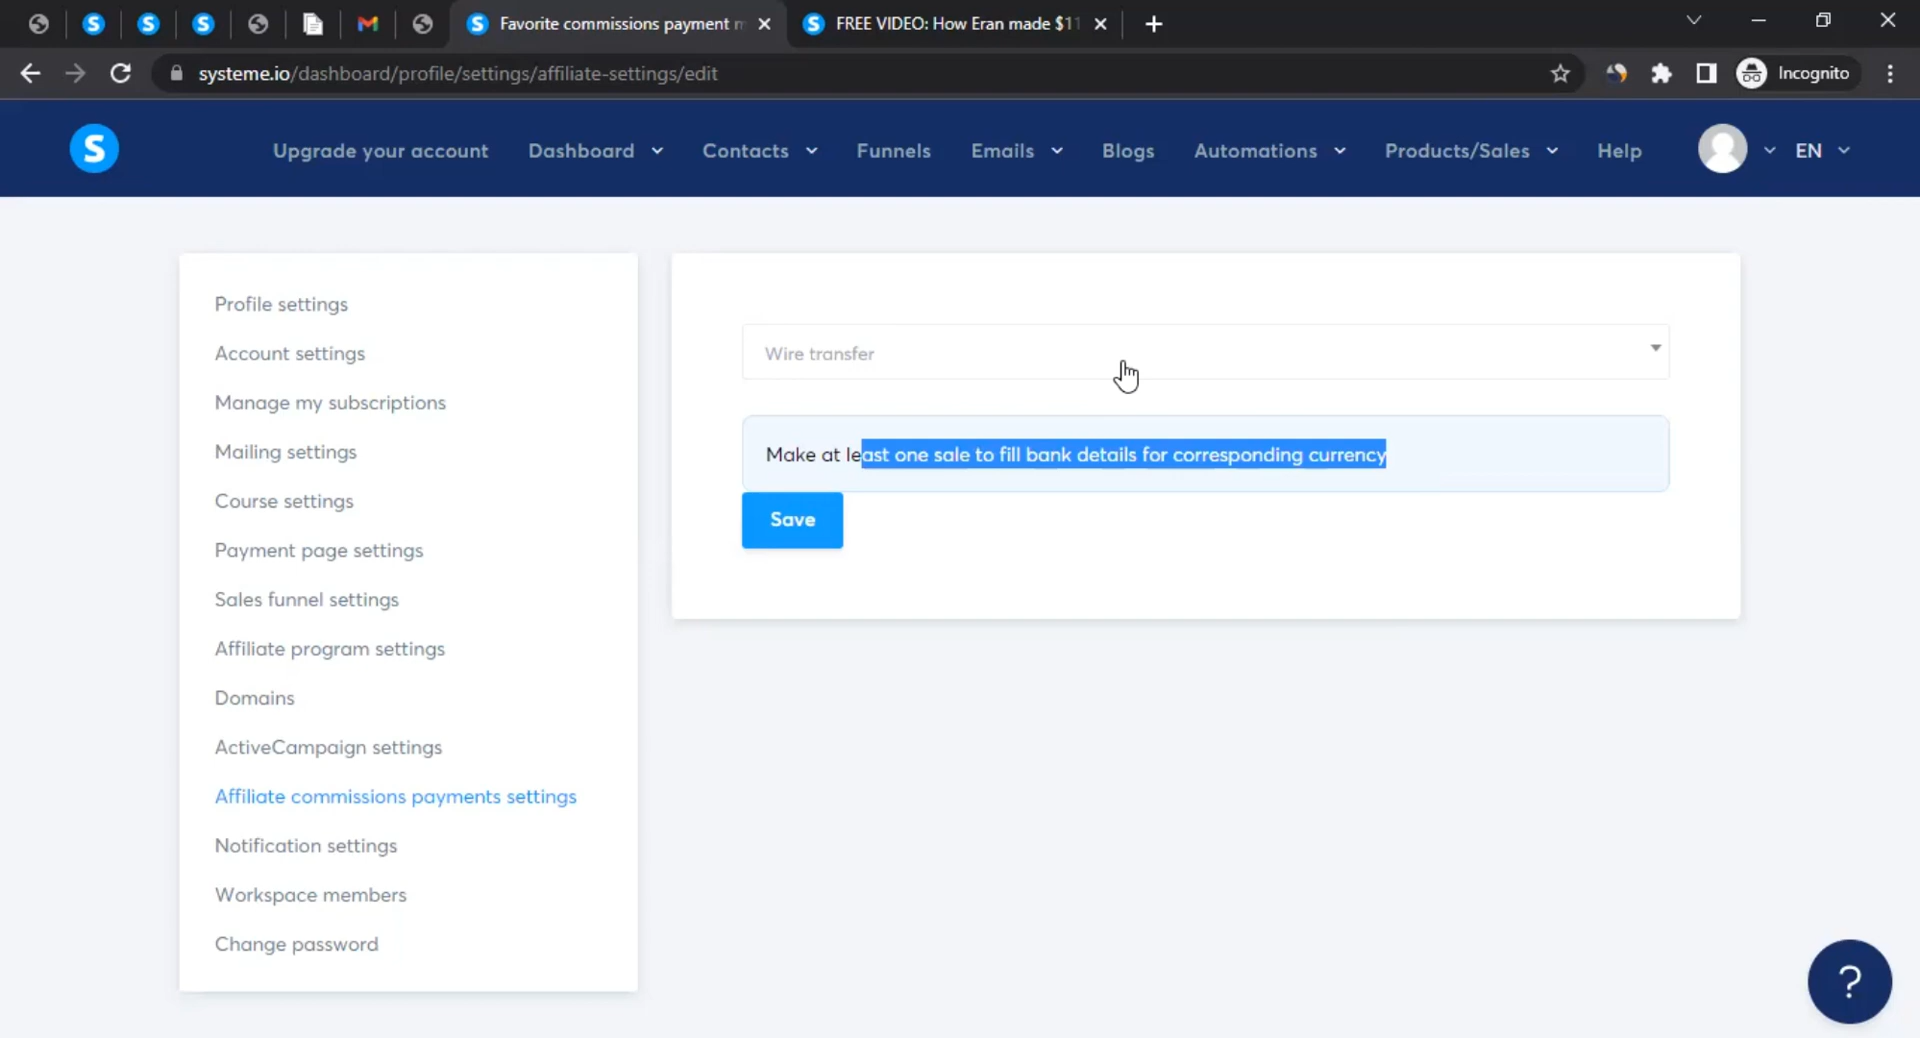 Favorite commissions payment m
FREE VIDEO: How Eran made $11
systeme.io/dashboard/profile/settings/affiliate-settings/edit
Incognito
S
Upgrade your account
Dashboard
Contacts
Funnels
Emails
Blogs
Automations
Products/Sales
Help
EN
Profile settings
Account settings
Manage my subscriptions
Mailing settings
Course settings
Payment page settings
Sales funnel settings
Affiliate program settings
Domains
ActiveCampaign settings
Affiliate commissions payments settings
Notification settings
Workspace members
Change password
Wire transfer
Make at least one sale to fill bank details for corresponding currency
Save
?